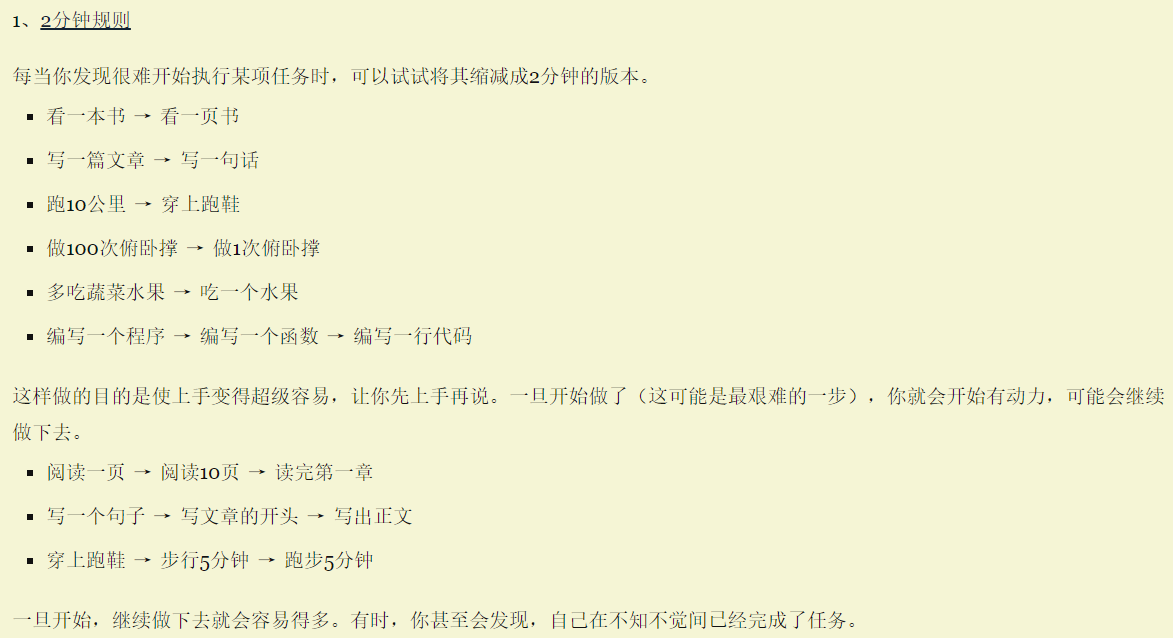 1、2分钟规则
每当你发现很难开始执行某项任务时，可以试试将其缩减成2分钟的版本。
▪ 看一本书 → 看一页书
▪ 写一篇文章 → 写一句话
▪ 跑10公里 → 穿上跑鞋
▪ 做100次俯卧撑 → 做1次俯卧撑
▪ 多吃蔬菜水果 → 吃一个水果
▪ 编写一个程序 → 编写一个函数 → 编写一行代码
这样做的目的是使上手变得超级容易，让你先上手再说。一旦开始做了（这可能是最艰难的一步），你就会开始有动力，可能会继续
做下去。
▪ 阅读一页 → 阅读10页 → 读完第一章
▪ 写一个句子 → 写文章的开头 → 写出正文
▪ 穿上跑鞋 → 步行5分钟 → 跑步5分钟
一旦开始，继续做下去就会容易得多。有时，你甚至会发现，自己在不知不觉间已经完成了任务。